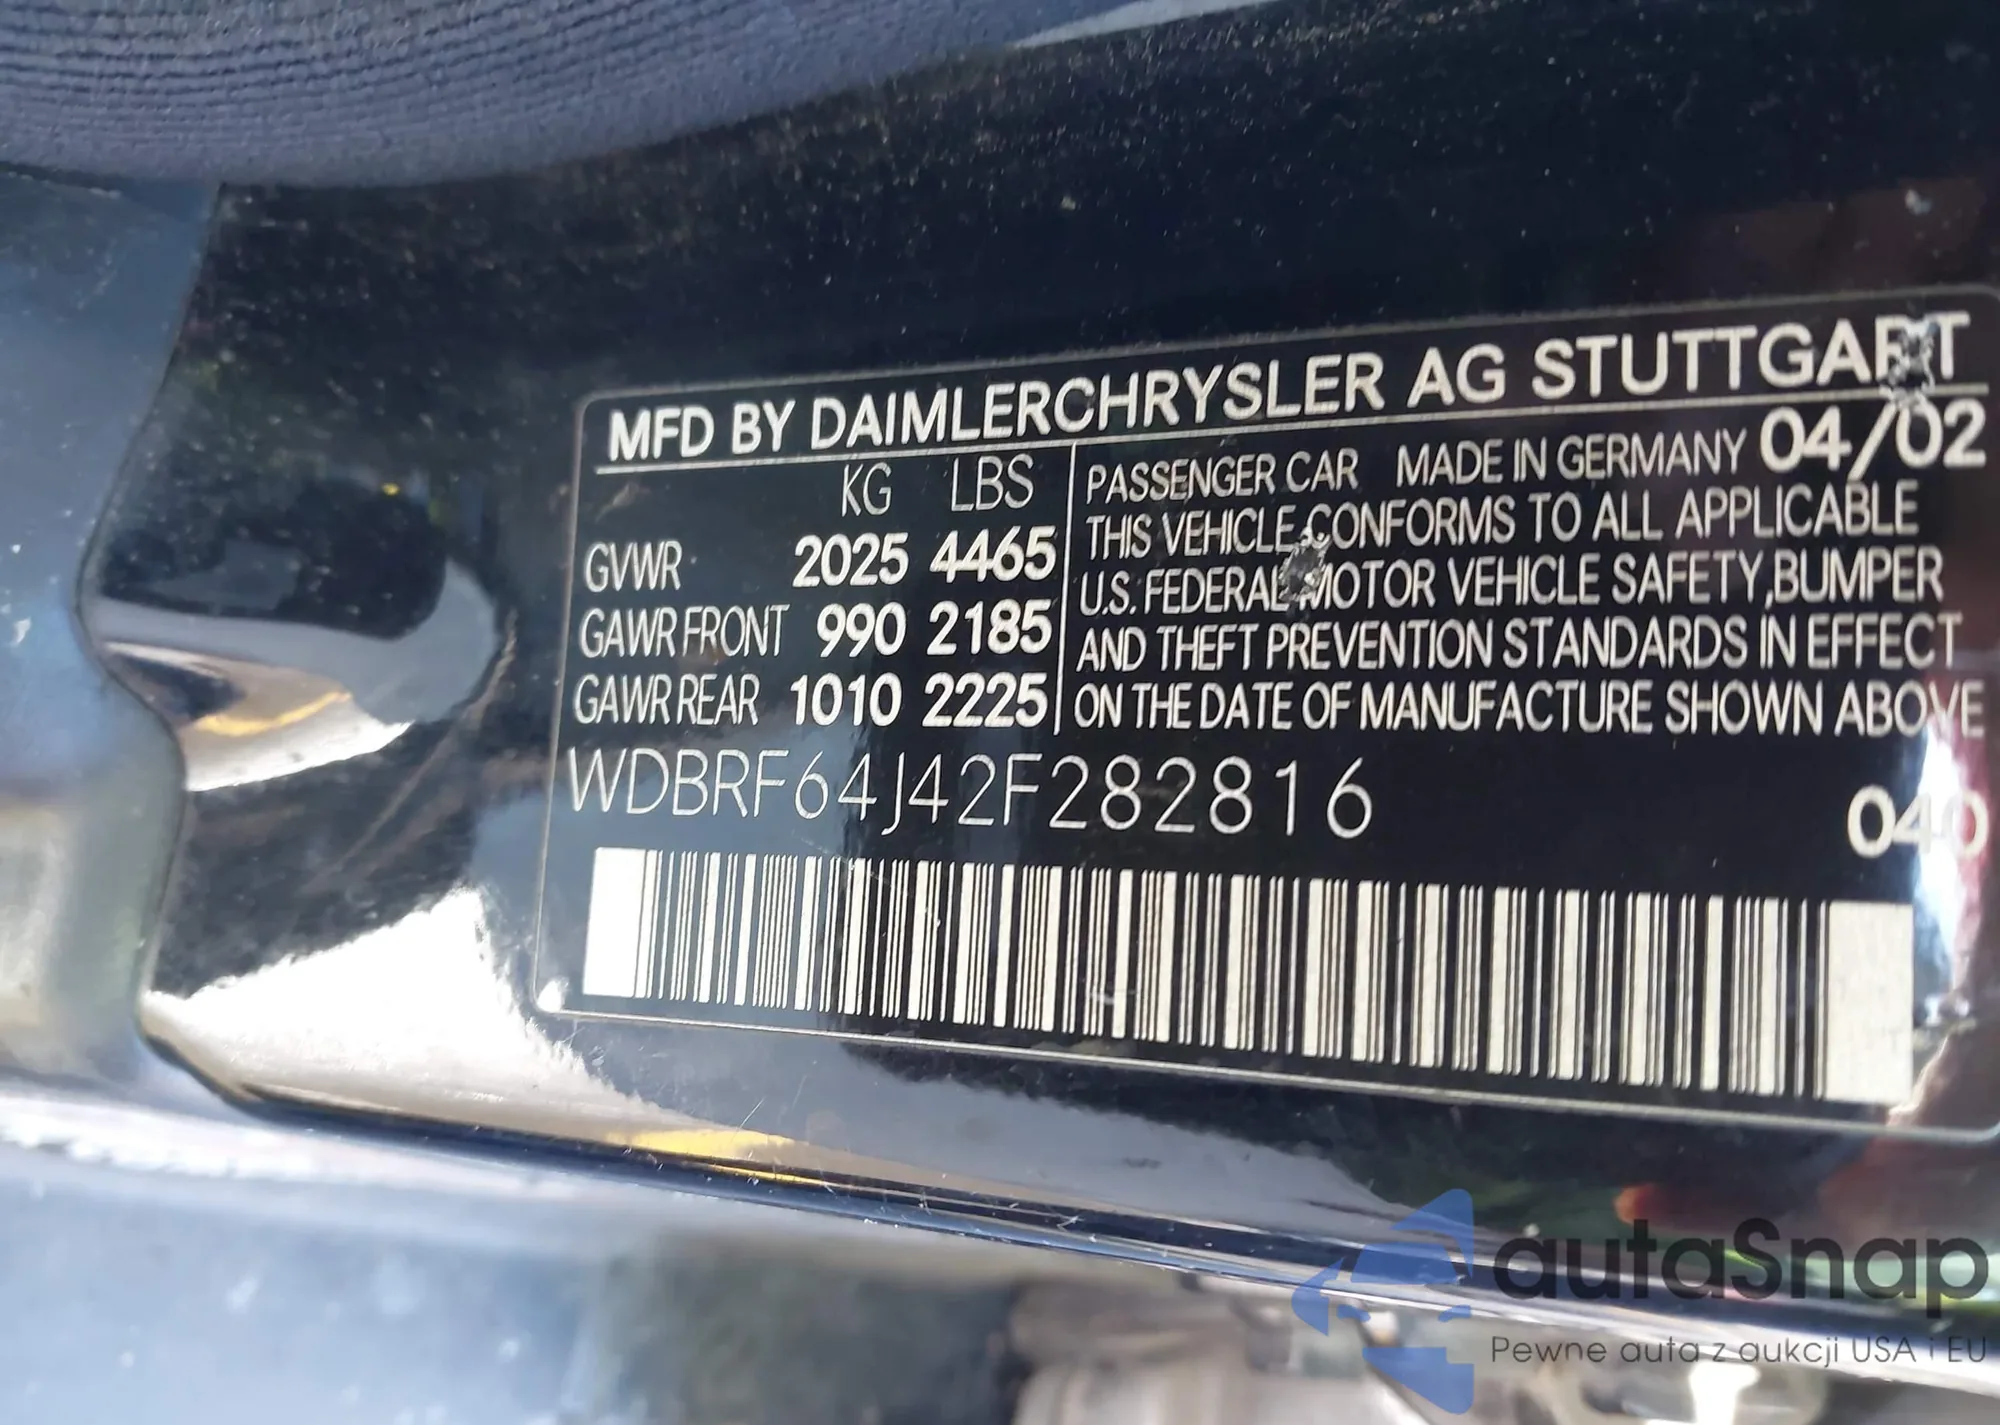 MFD BY DAIMLERCHRYSLER AG STUTTGART
KG LBS
GVWR 2025 4465
GAWR FRONT 990 2185
GAWR REAR 1010 2225
PASSENGER CAR MADE IN GERMANY 04/02
THIS VEHICLE CONFORMS TO ALL APPLICABLE
U.S. FEDERAL MOTOR VEHICLE SAFETY,BUMPER
AND THEFT PREVENTION STANDARDS IN EFFECT
ON THE DATE OF MANUFACTURE SHOWN ABOVE
WDBRF64J42F282816
040
autaSnap
Pewne auta z aukcji USA i EU